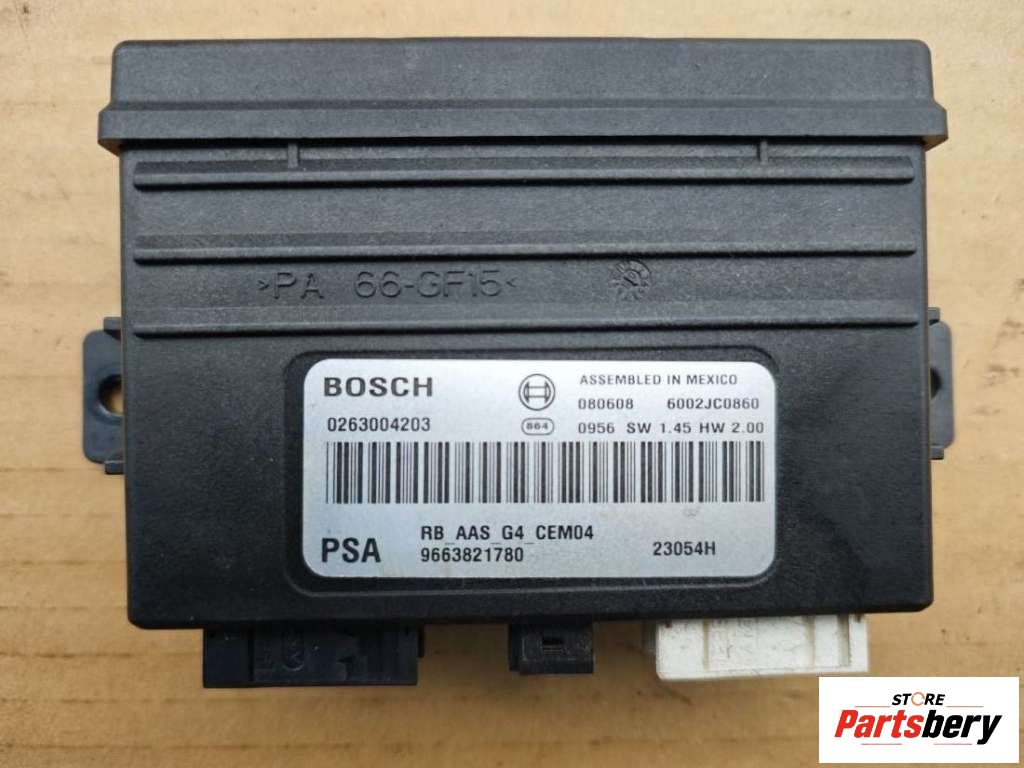 >PA 66-GF15<
BOSCH
0263004203
864
ASSEMBLED IN MEXICO
080608 6002JC0860
0956 SW 1.45 HW 2.00
PSA
RB_AAS_G4_CEM04
9663821780
23054H
STORE
Partsbery